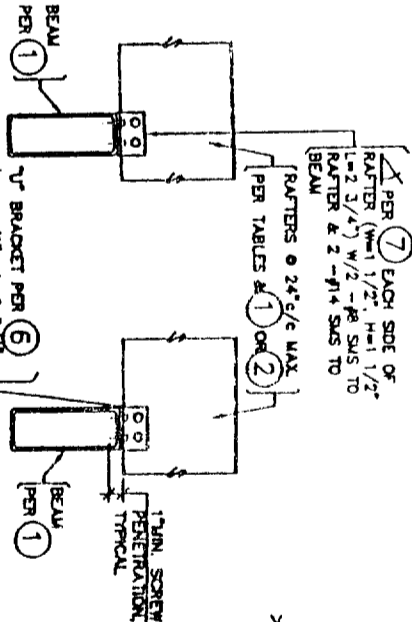 BEAM
PER 1
PER 7 EACH SIDE OF
RAFTER (W=1 1/2", H=1 1/2"
L=2 3/4") W/2 - #8 SMS TO
RAFTER & 2 - #14 SMS TO
BEAM
RAFTERS @ 24"c/c MAX
PER TABLES & 1 OR 2
"U" BRACKET PER 6
BEAM
PER 1
1" MIN. SCREW
PENETRATION,
TYPICAL